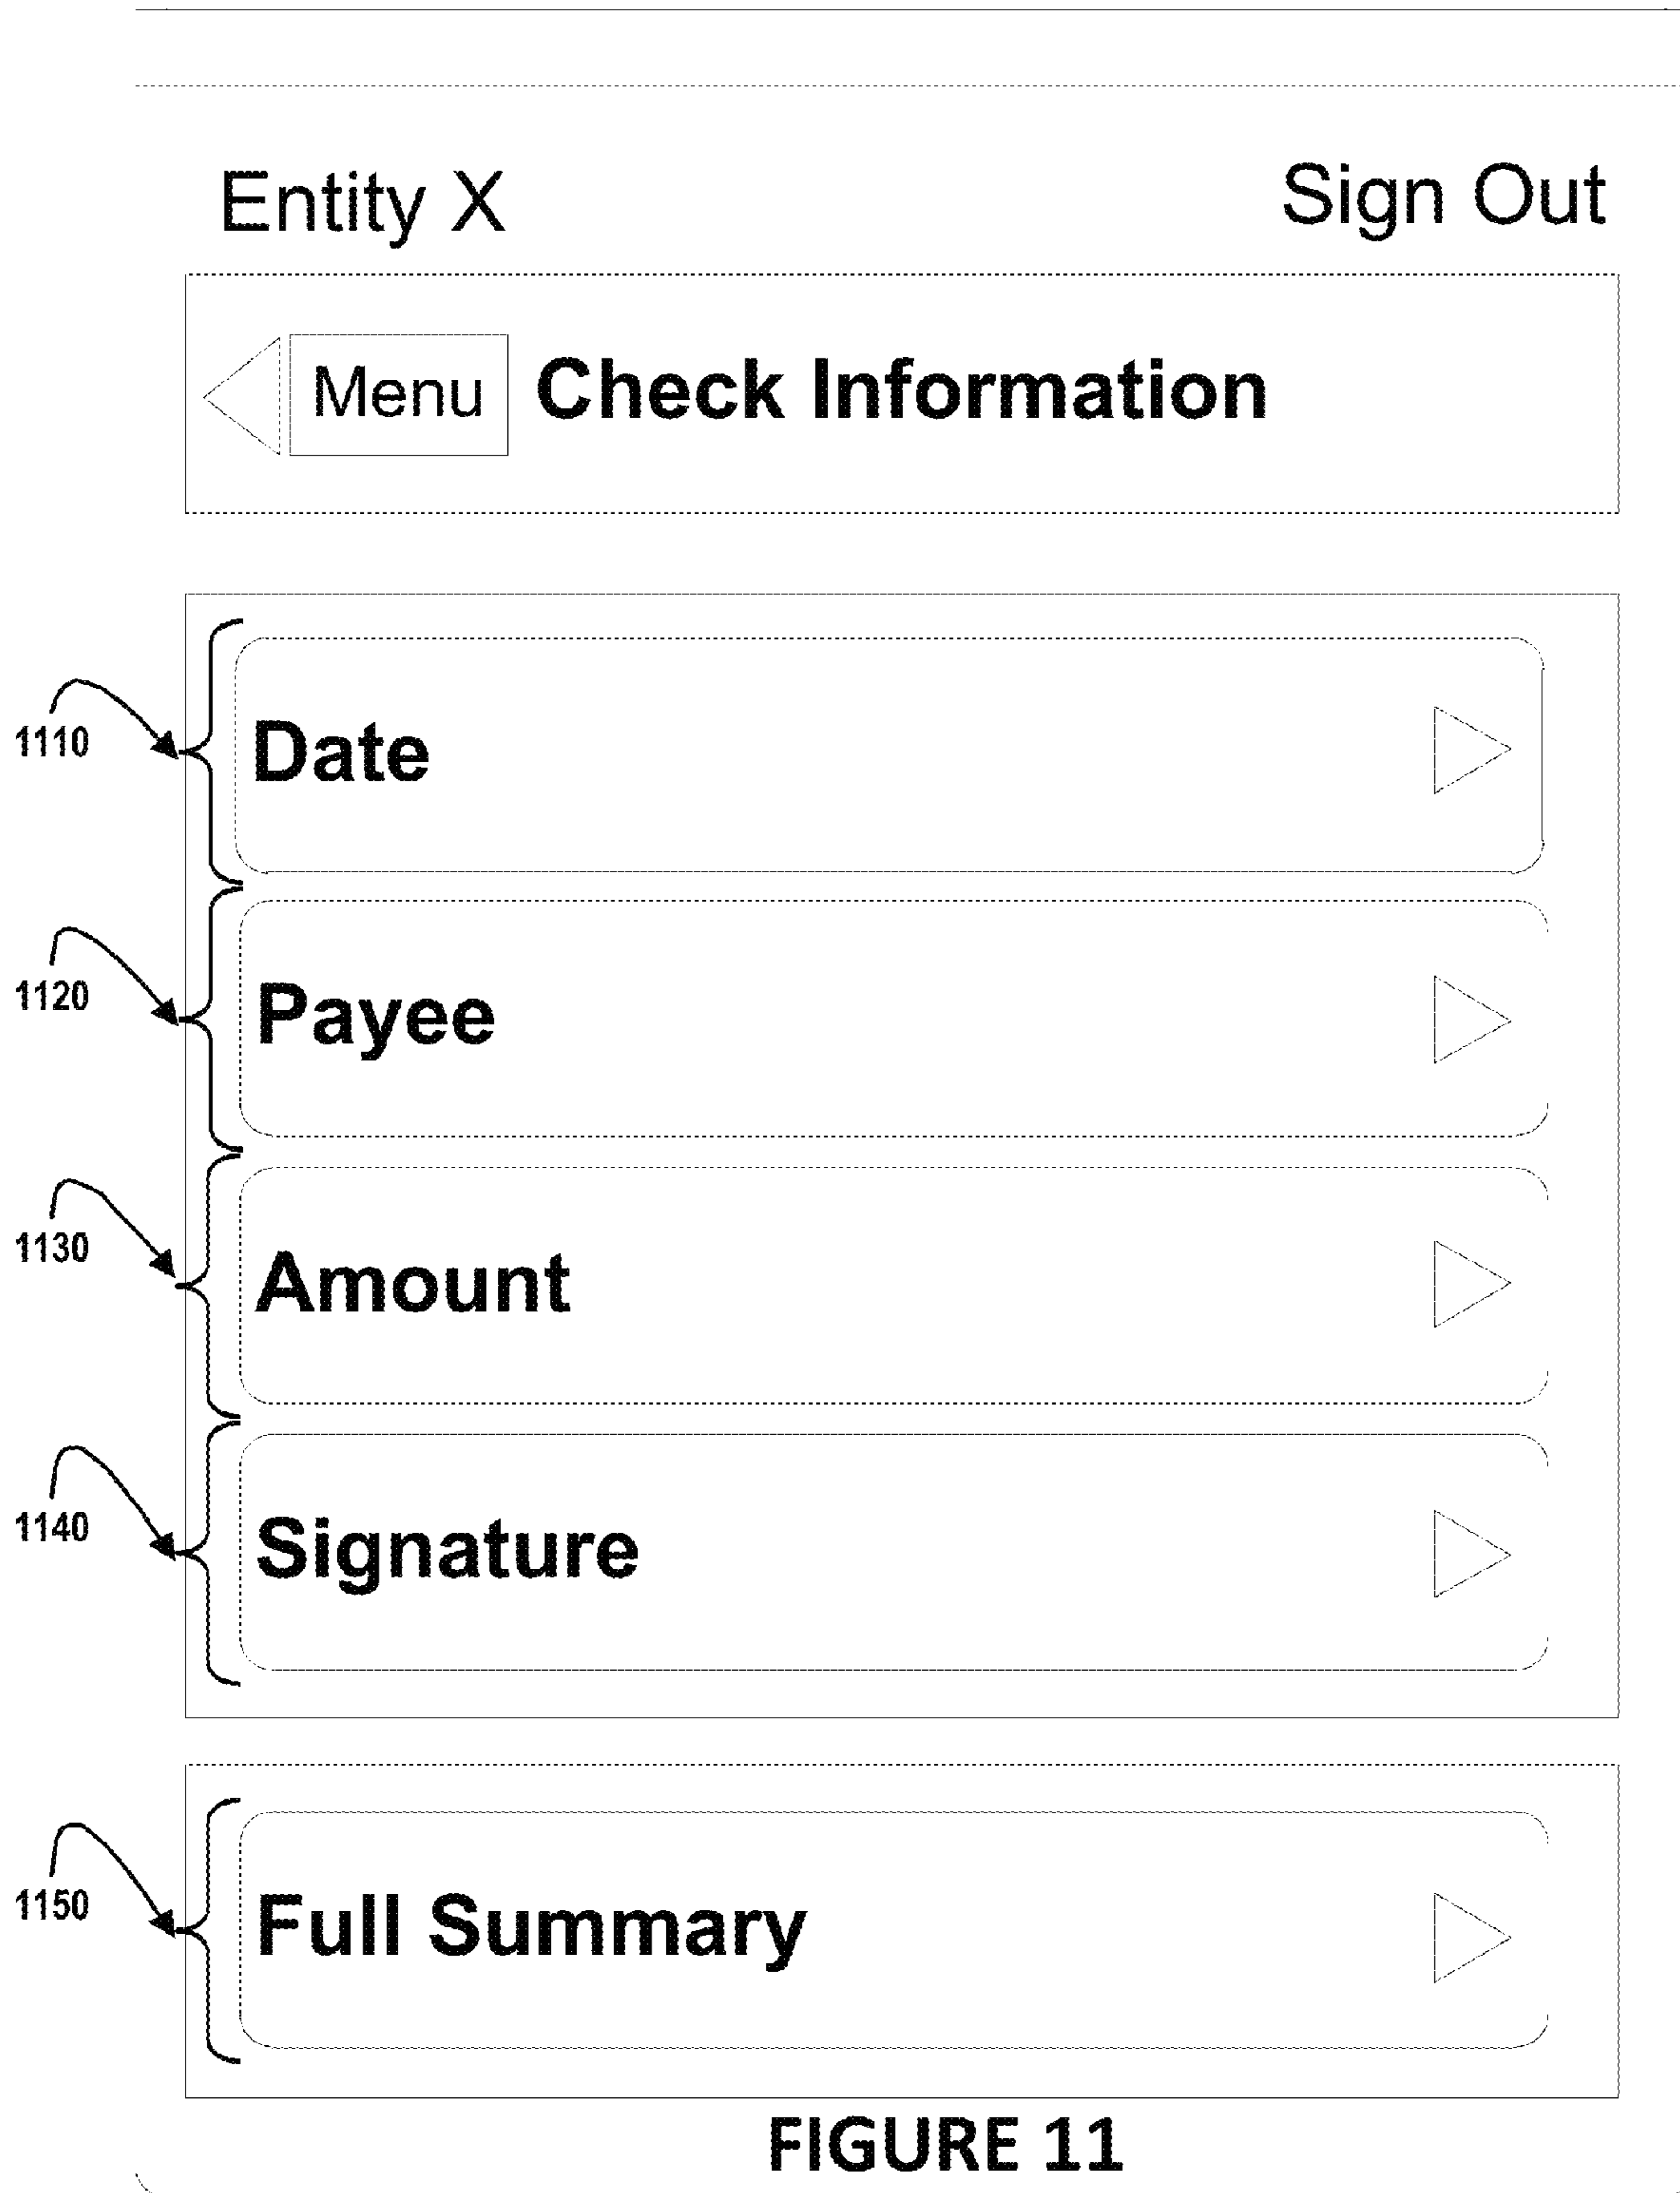 Entity X Sign Out
Menu Check Information
1110 Date
1120 Payee
1130 Amount
1140 Signature
1150 Full Summary
FIGURE 11